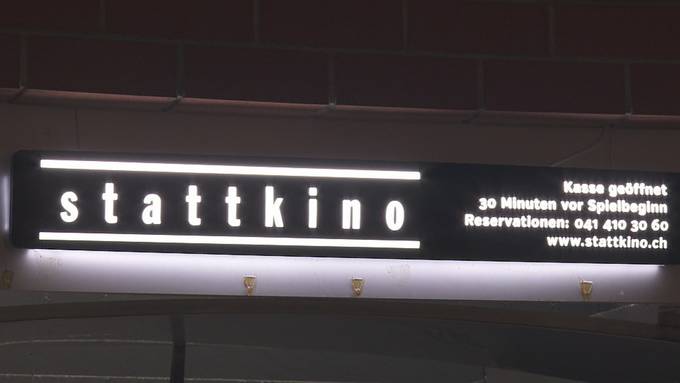 stattkino
Kasse geöffnet
30 Minuten vor Spielbeginn
Reservationen: 041 410 30 60
www.stattkino.ch